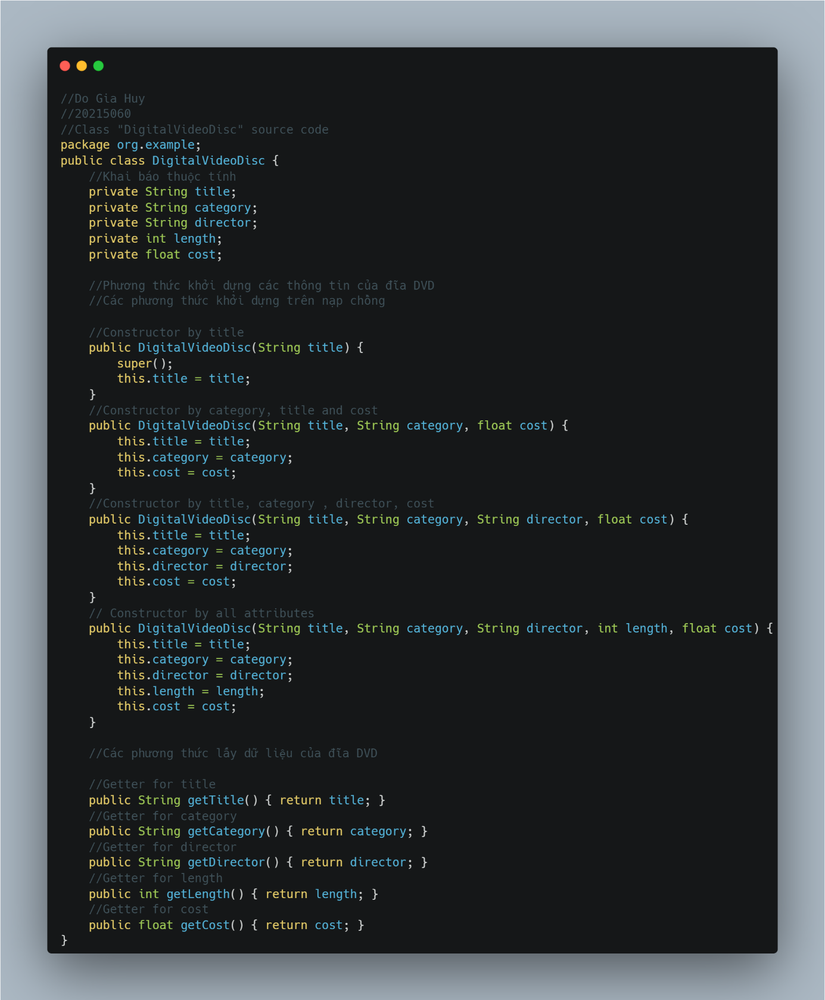 //Do Gia Huy
//20215060
//Class "DigitalVideoDisc" source code
package org.example;
public class DigitalVideoDisc {
    //Khai báo thuộc tính
    private String title;
    private String category;
    private String director;
    private int length;
    private float cost;

    //Phương thức khởi dựng các thông tin của đĩa DVD
    //Các phương thức khởi dựng trên nạp chồng

    //Constructor by title
    public DigitalVideoDisc(String title) {
        super();
        this.title = title;
    }
    //Constructor by category, title and cost
    public DigitalVideoDisc(String title, String category, float cost) {
        this.title = title;
        this.category = category;
        this.cost = cost;
    }
    //Constructor by title, category , director, cost
    public DigitalVideoDisc(String title, String category, String director, float cost) {
        this.title = title;
        this.category = category;
        this.director = director;
        this.cost = cost;
    }
    // Constructor by all attributes
    public DigitalVideoDisc(String title, String category, String director, int length, float cost) {
        this.title = title;
        this.category = category;
        this.director = director;
        this.length = length;
        this.cost = cost;
    }

    //Các phương thức lấy dữ liệu của đĩa DVD

    //Getter for title
    public String getTitle() { return title; }
    //Getter for category
    public String getCategory() { return category; }
    //Getter for director
    public String getDirector() { return director; }
    //Getter for length
    public int getLength() { return length; }
    //Getter for cost
    public float getCost() { return cost; }
}